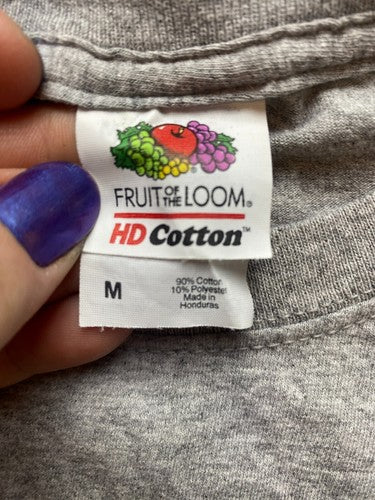 FRUIT OF THE LOOM®
HD Cotton™
M
90% Cotton
10% Polyester
Made in
Honduras